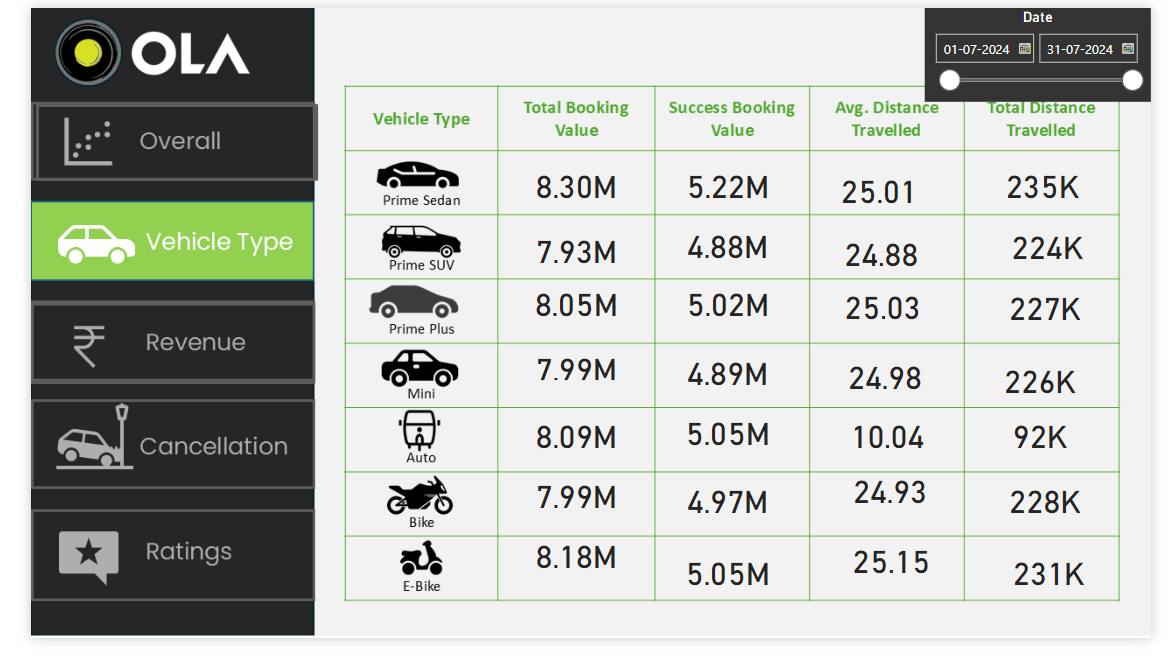 OLA
Date
01-07-2024 31-07-2024
Overall
Vehicle Type
Revenue
Cancellation
Ratings
Vehicle Type Total Booking Value Success Booking Value Avg. Distance Travelled Total Distance Travelled
Prime Sedan 8.30M 5.22M 25.01 235K
Prime SUV 7.93M 4.88M 24.88 224K
Prime Plus 8.05M 5.02M 25.03 227K
Mini 7.99M 4.89M 24.98 226K
Auto 8.09M 5.05M 10.04 92K
Bike 7.99M 4.97M 24.93 228K
E-Bike 8.18M 5.05M 25.15 231K